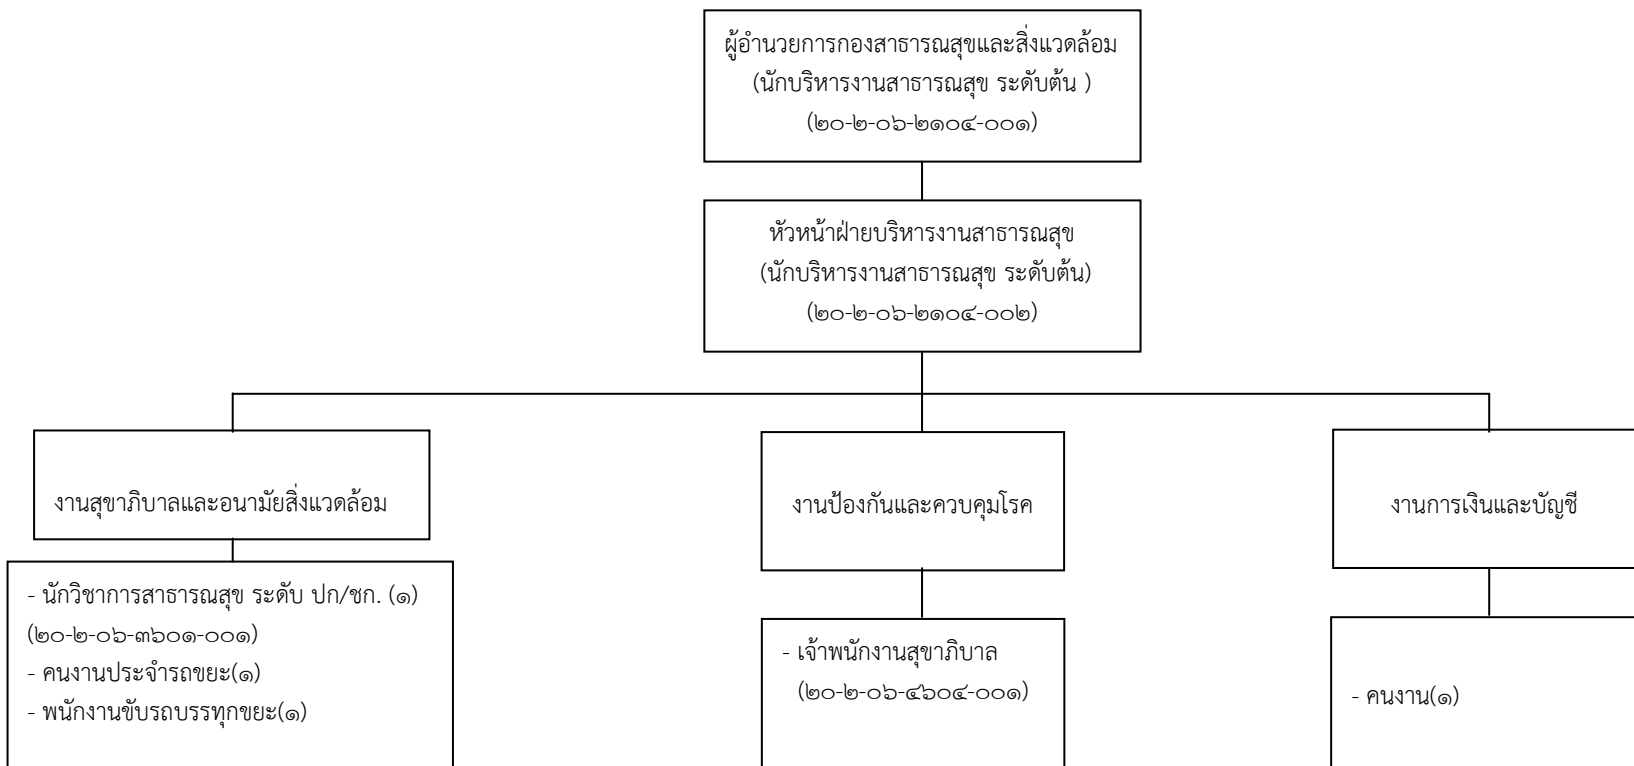 ผู้อำนวยการกองสาธารณสุขและสิ่งแวดล้อม
(นักบริหารงานสาธารณสุข ระดับต้น )
(๒๐-๒-๐๖-๒๑๐๔-๐๐๑)
หัวหน้าฝ่ายบริหารงานสาธารณสุข
(นักบริหารงานสาธารณสุข ระดับต้น)
(๒๐-๒-๐๖-๒๑๐๔-๐๐๒)
งานสุขาภิบาลและอนามัยสิ่งแวดล้อม
- นักวิชาการสาธารณสุข ระดับ ปก/ชก. (๑)
(๒๐-๒-๐๖-๓๖๐๑-๐๐๑)
- คนงานประจำรถขยะ(๑)
- พนักงานขับรถบรรทุกขยะ(๑)
งานป้องกันและควบคุมโรค
- เจ้าพนักงานสุขาภิบาล
(๒๐-๒-๐๖-๔๖๐๔-๐๐๑)
งานการเงินและบัญชี
- คนงาน(๑)